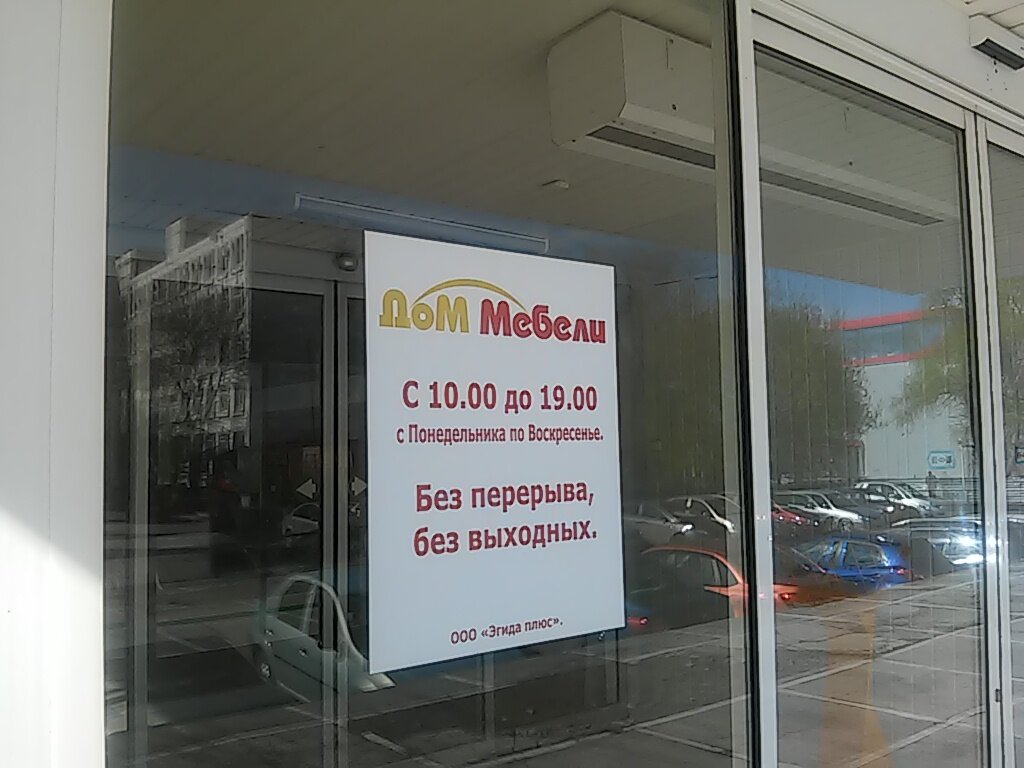 Дом Мебели
С 10.00 до 19.00
с Понедельника по Воскресенье.
Без перерыва,
без выходных.
ООО «Эгида плюс».